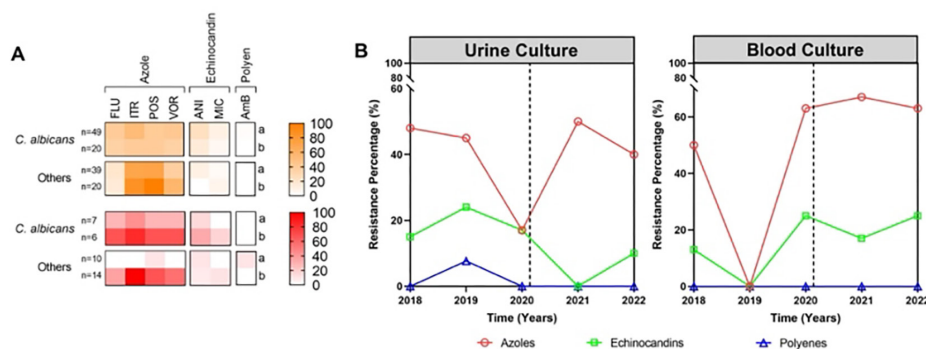 A
Azole
Echinocandin
Polyen
FLU
ITR
POS
VOR
ANI
MIC
AmB
C. albicans
n=49
n=20
a
b
Others
n=39
n=20
a
b
100
80
60
40
20
0
C. albicans
n=7
n=6
a
b
Others
n=10
n=14
a
b
100
80
60
40
20
0
B
Urine Culture
Resistance Percentage (%)
100
80
60
40
20
0
2018 2019 2020 2021 2022
Time (Years)
Blood Culture
Resistance Percentage (%)
100
80
60
40
20
0
2018 2019 2020 2021 2022
Time (Years)
Azoles Echinocandins Polyenes